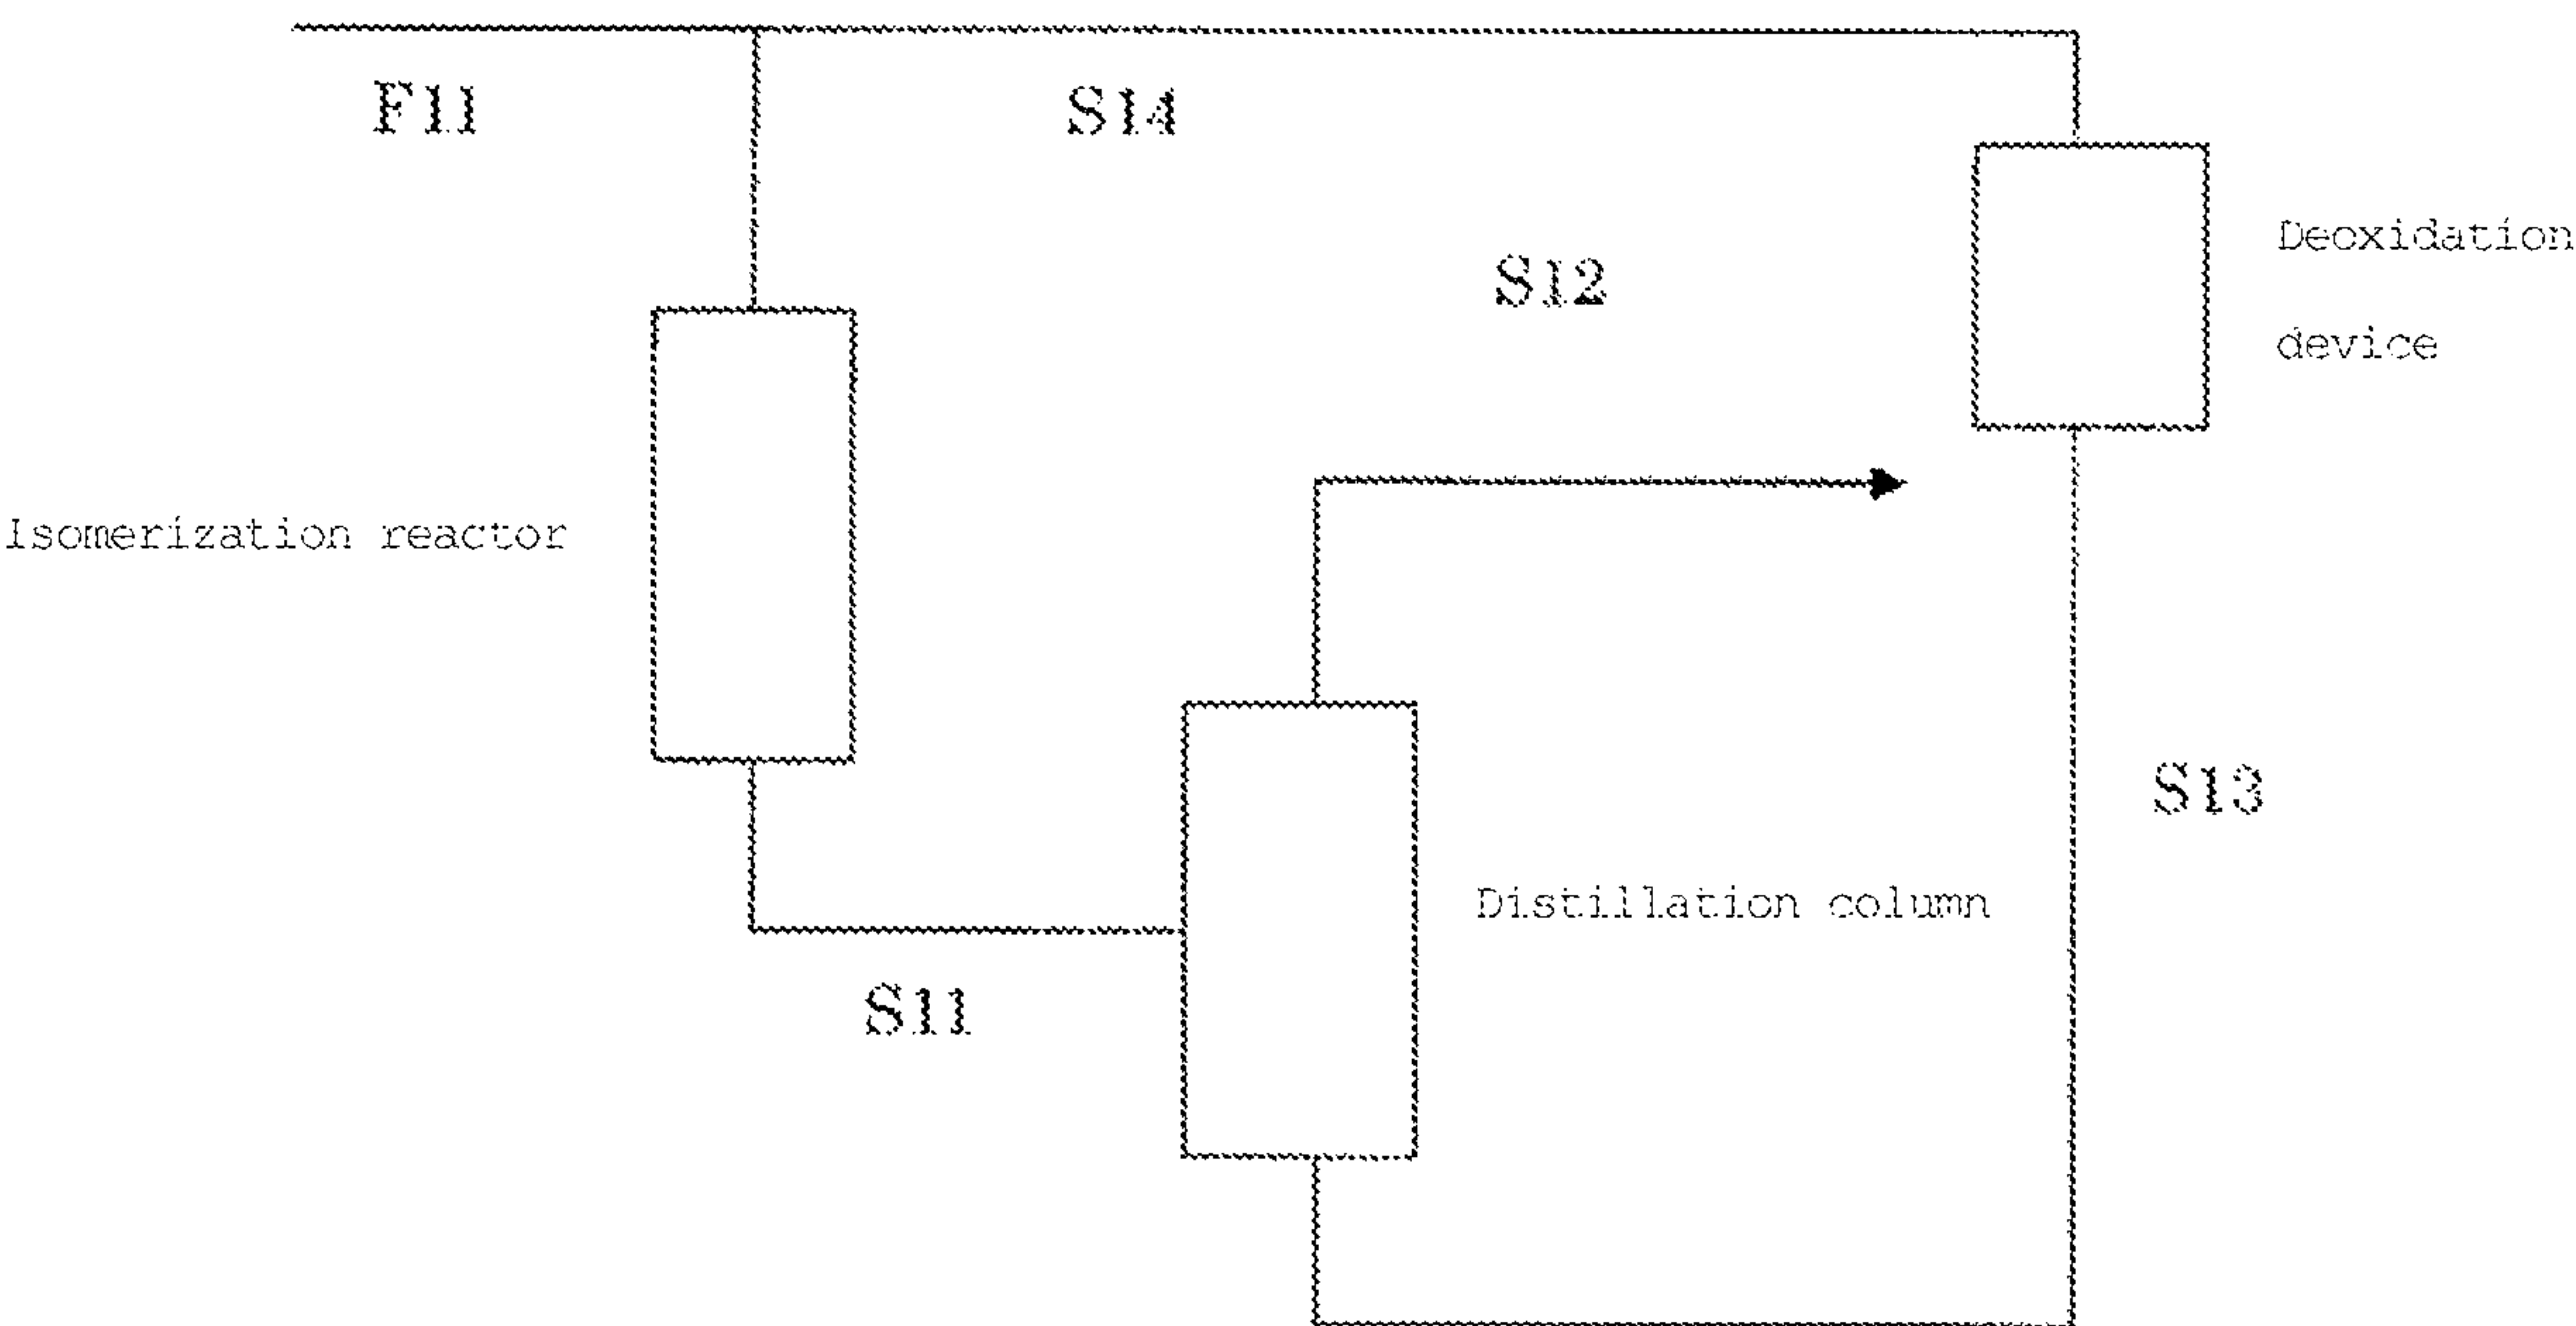 F11
S14
S12
Deoxidation
device
Isomerization reactor
S13
Distillation column
S11